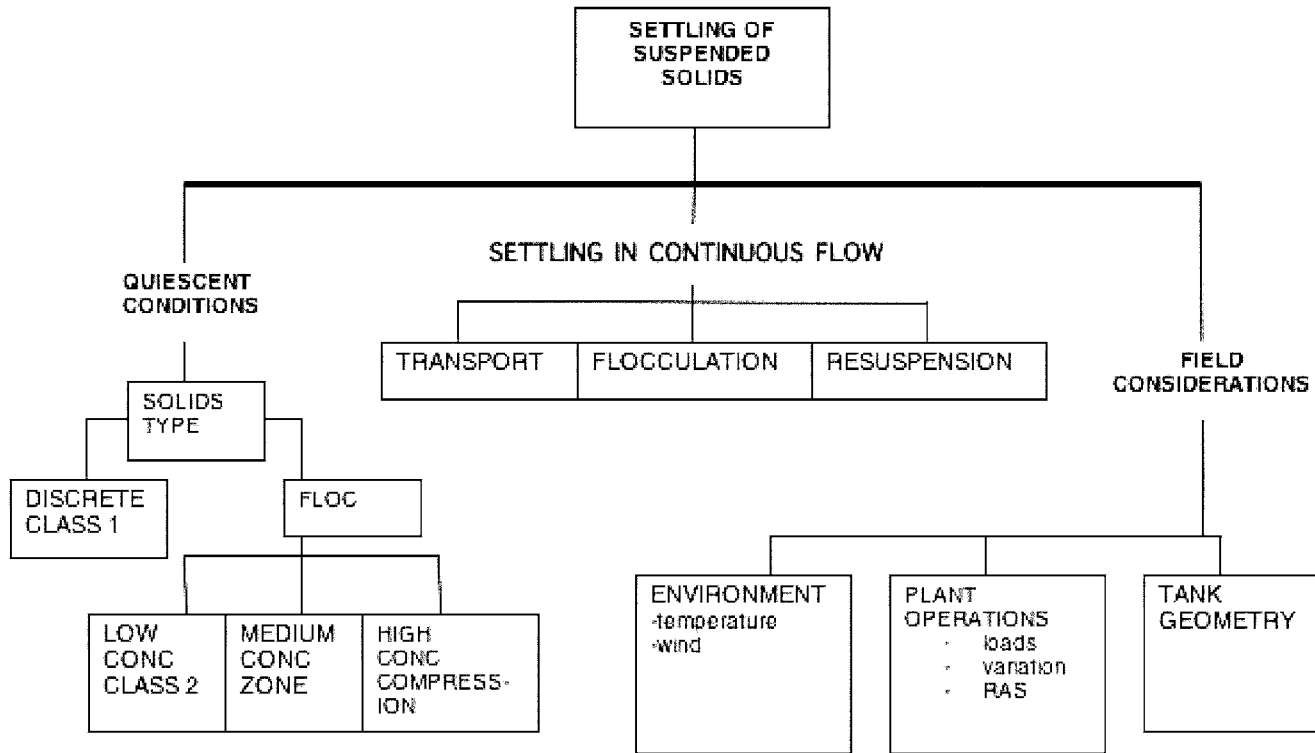 SETTLING OF
SUSPENDED
SOLIDS
SETTLING IN CONTINUOUS FLOW
QUIESCENT
CONDITIONS
TRANSPORT
FLOCCULATION
RESUSPENSION
FIELD
CONSIDERATIONS
SOLIDS
TYPE
DISCRETE
CLASS 1
FLOC
LOW
CONC
CLASS 2
MEDIUM
CONC
ZONE
HIGH
CONC
COMPRESS-
ION
ENVIRONMENT
-temperature
-wind
PLANT
OPERATIONS
- loads
- variation
- RAS
TANK
GEOMETRY